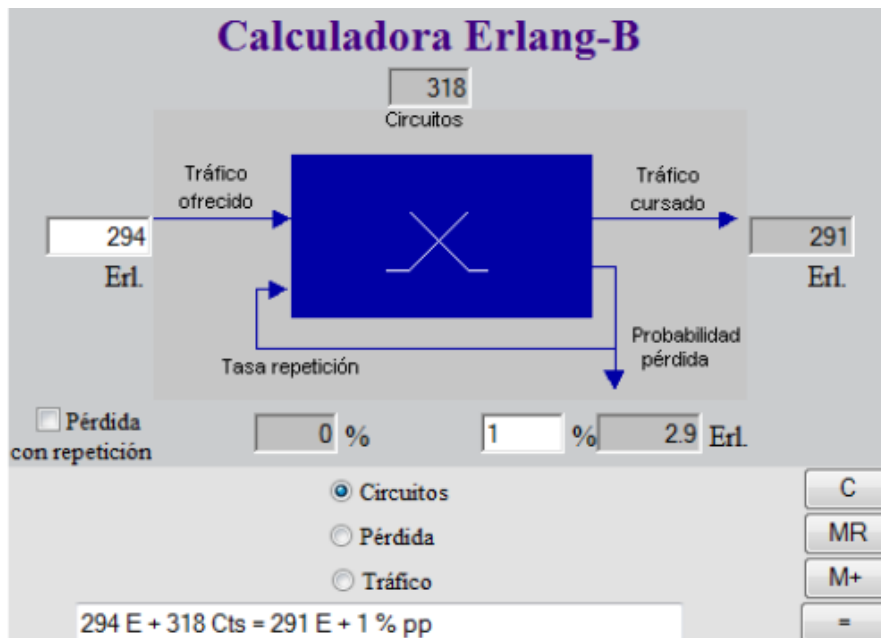 Calculadora Erlang-B
318
Circuitos
Tráfico
ofrecido
Tráfico
cursado
294
Erl.
291
Erl.
Tasa repetición
Probabilidad
pérdida
Pérdida
con repetición
0 %
1 % 2.9 Erl.
Circuitos
Pérdida
Tráfico
C
MR
M+
=
294 E + 318 Cts = 291 E + 1 % pp